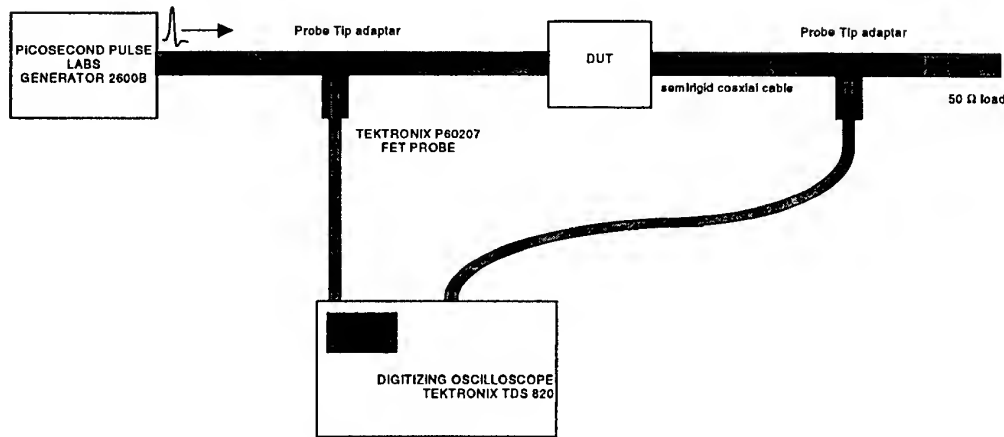 PICOSECOND PULSE
LABS
GENERATOR 2600B
Probe Tip adaptar
DUT
Probe Tip adaptar
semirigid coaxial cable
50 Ω load
TEKTRONIX P60207
FET PROBE
DIGITIZING OSCILLOSCOPE
TEKTRONIX TDS 820